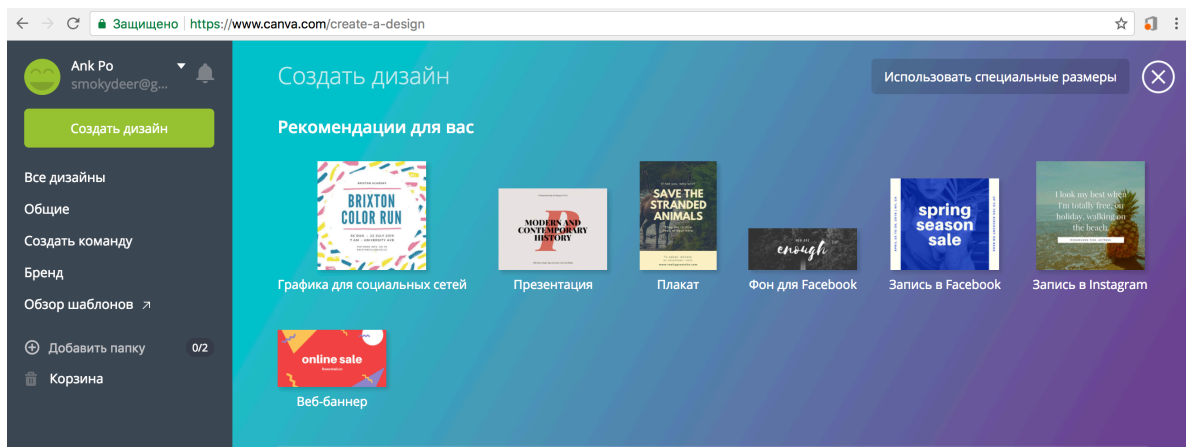 Защищено https://www.canva.com/create-a-design
Ank Po
smokydeer@g...
Создать дизайн
Все дизайны
Общие
Создать команду
Бренд
Обзор шаблонов
Добавить папку 0/2
Корзина
Создать дизайн
Использовать специальные размеры
Рекомендации для вас
BRIXTON
COLOR RUN
Графика для социальных сетей
MODERN AND
CONTEMPORARY
HISTORY
Презентация
SAVE THE
STRANDED
ANIMALS
Плакат
YOU ARE
enough
Фон для Facebook
spring
season
sale
Запись в Facebook
I look my best when
I'm totally free, on
holiday, walking on
the beach.
Запись в Instagram
online sale
Веб-баннер